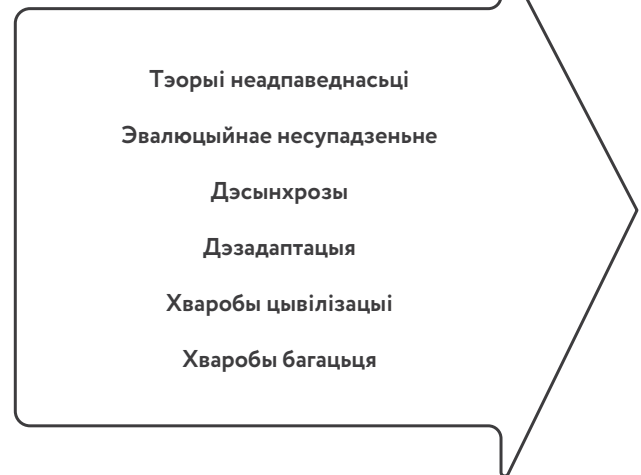 Тэорыі неадпаведнасьці
Эвалюцыйнае несупадзеньне
Дэсынхрозы
Дэзадаптацыя
Хваробы цывілізацыі
Хваробы багацьця